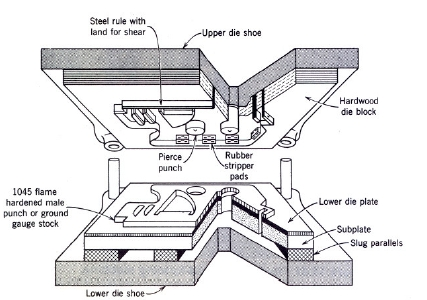 Steel rule with
land for shear
Upper die shoe
Hardwood
die block
Pierce
punch
Rubber
stripper
pads
1045 flame
hardened male
punch or ground
gauge stock
Lower die plate
Subplate
Slug parallels
Lower die shoe